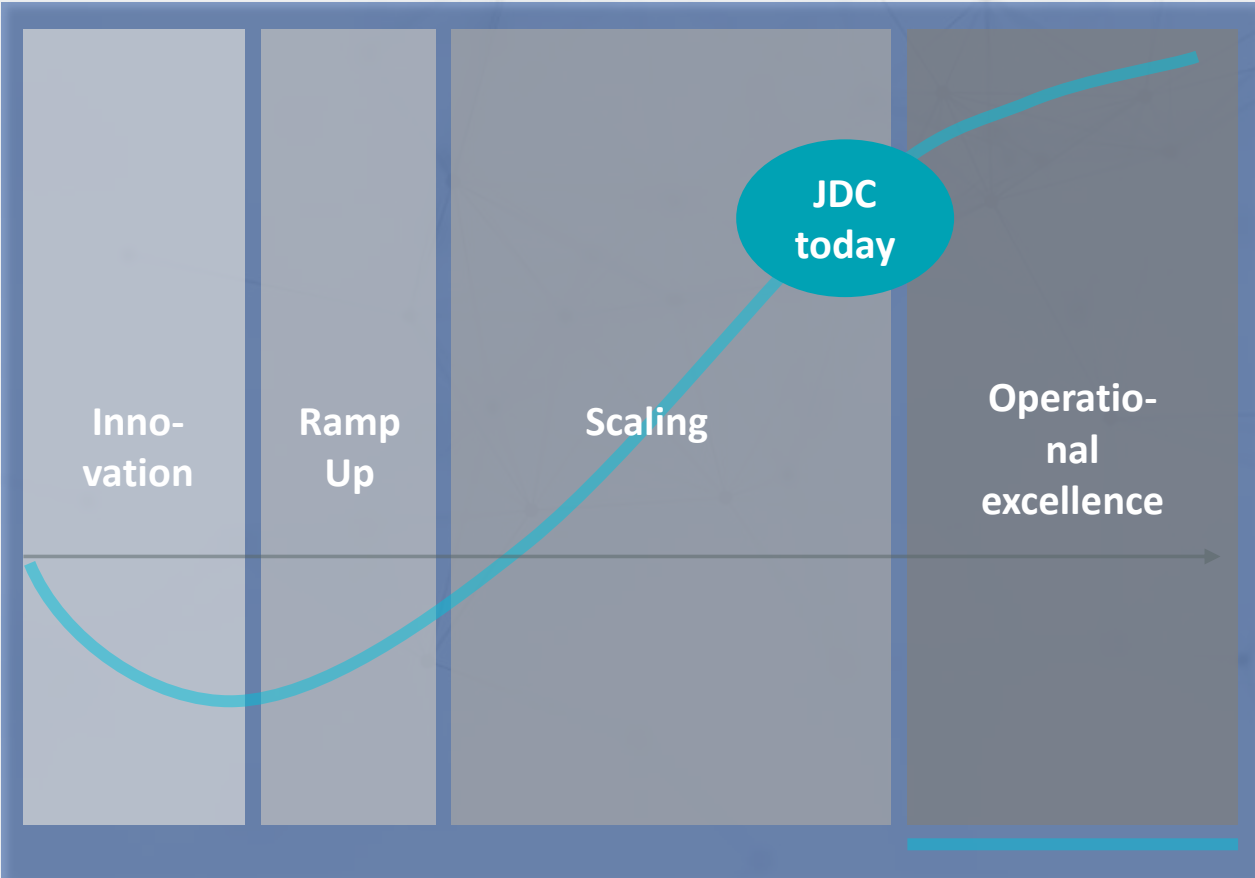 JDC
today
Inno-
vation
Ramp
Up
Scaling
Operatio-
nal
excellence